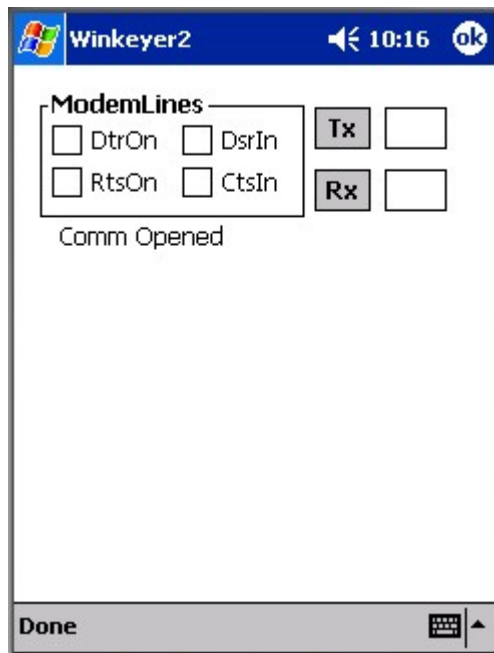 Winkeyer2 10:16 ok
ModemLines
DtrOn DsrIn Tx
RtsOn CtsIn Rx
Comm Opened
Done